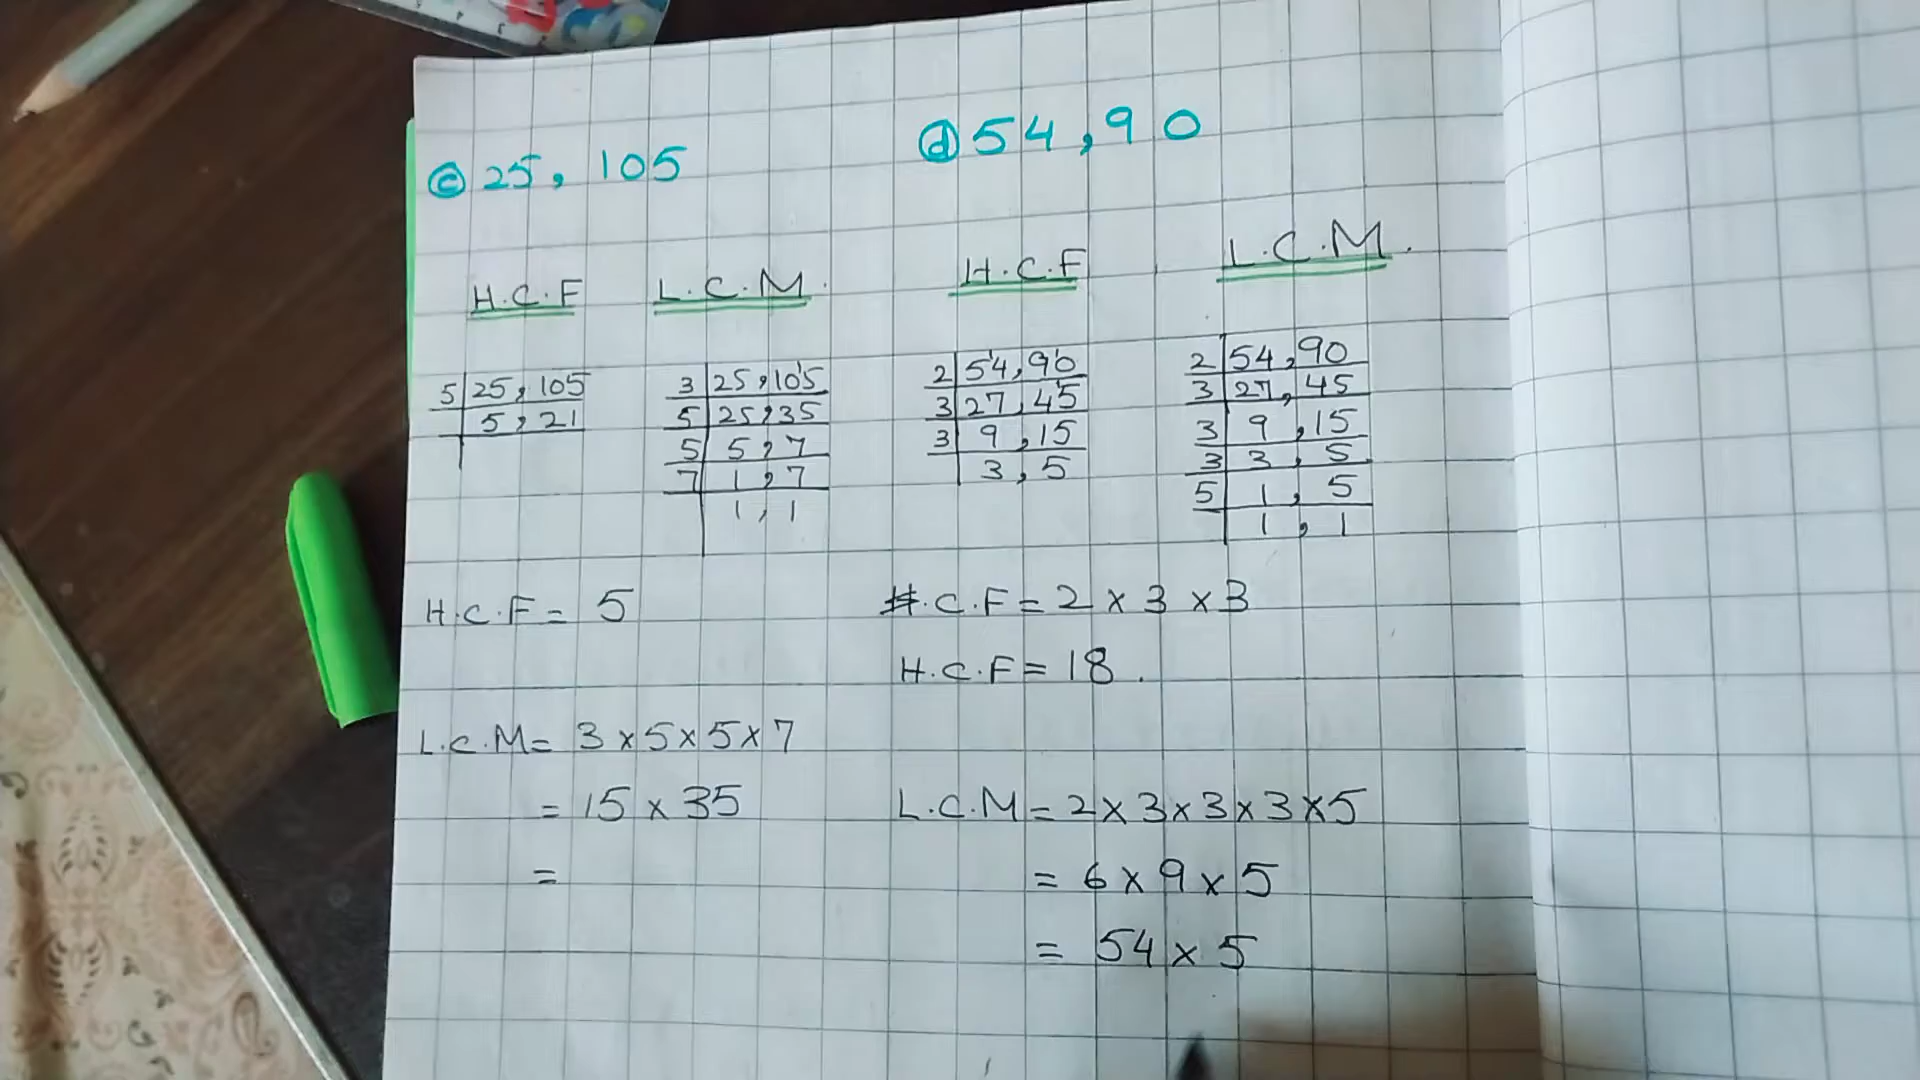 ⓒ 25, 105
H.C.F
5 | 25, 105
5, 21
L.C.M.
3 | 25, 105
5 | 25, 35
5 | 5, 7
7 | 1, 7
1, 1
H.C.F = 5
L.C.M = 3 × 5 × 5 × 7
= 15 × 35
=
ⓓ 54, 90
H.C.F
2 | 54, 90
3 | 27, 45
3 | 9, 15
3, 5
L.C.M.
2 | 54, 90
3 | 27, 45
3 | 9, 15
3 | 3, 5
5 | 1, 5
1, 1
H.C.F = 2 × 3 × 3
H.C.F = 18.
L.C.M = 2 × 3 × 3 × 3 × 5
= 6 × 9 × 5
= 54 × 5